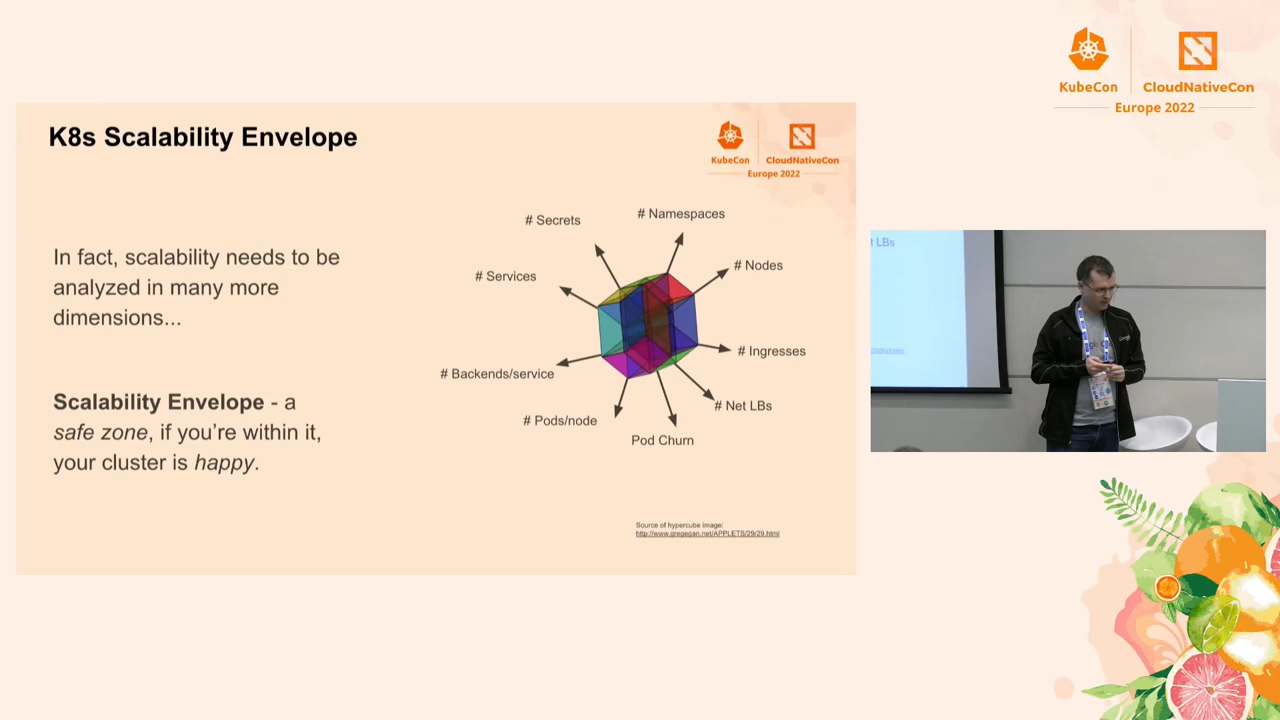 KubeCon
CloudNativeCon
Europe 2022
K8s Scalability Envelope
KubeCon
CloudNativeCon
Europe 2022
In fact, scalability needs to be
analyzed in many more
dimensions...
Scalability Envelope - a
safe zone, if you're within it,
your cluster is happy.
# Secrets
# Namespaces
# Services
# Nodes
# Backends/service
# Ingresses
# Pods/node
# Net LBs
Pod Churn
Source of hypercube image:
http://www.gregegan.net/APPLETS/29/29.html
t LBs
Google